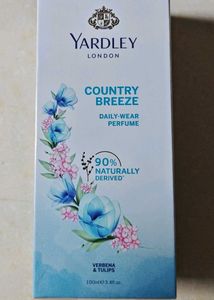 YARDLEY
LONDON
COUNTRY
BREEZE
DAILY-WEAR
PERFUME
90%
NATURALLY
DERIVED*
VERBENA
& TULIPS
100ml℮3.4fl.oz.